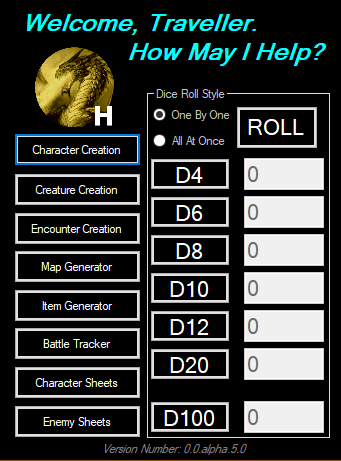 Welcome, Traveller.
How May I Help?
H
Dice Roll Style
One By One
All At Once
ROLL
Character Creation
Creature Creation
Encounter Creation
Map Generator
Item Generator
Battle Tracker
Character Sheets
Enemy Sheets
D4 0
D6 0
D8 0
D10 0
D12 0
D20 0
D100 0
Version Number: 0.0.alpha.5.0